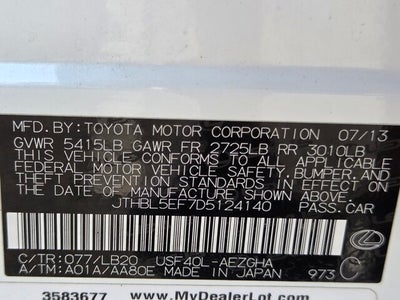 MFD.BY:TOYOTA MOTOR CORPORATION 07/13
GVWR 5415LB GAWR FR 2725LB RR 3010LB
THIS VEHICLE CONFORMS TO ALL APPLICABLE
FEDERAL MOTOR VEHICLE SAFETY, BUMPER, AND
THEFT PREVENTION STANDARDS IN EFFECT ON
THE DATE OF MANUFACTURE SHOWN ABOVE.
JTHBL5EF7D5124140 PASS.CAR
C/TR:077/LB20 USF40L-AEZGHA
A/TM:A01A/AA80E MADE IN JAPAN 973
3583677 www.MyDealerLot.com